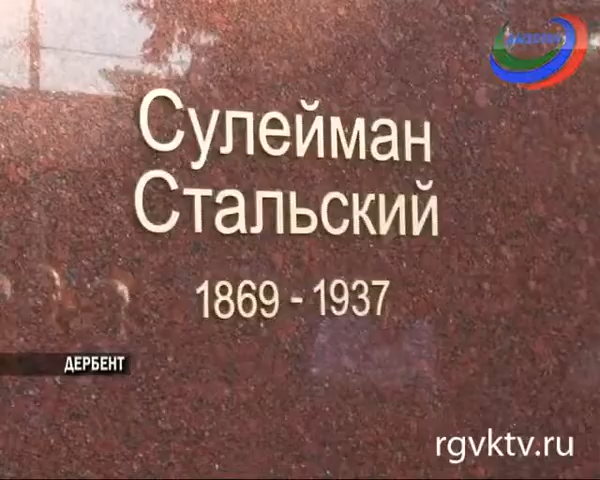 Сулейман
Стальский
1869 - 1937
ДЕРБЕНТ
rgvktv.ru